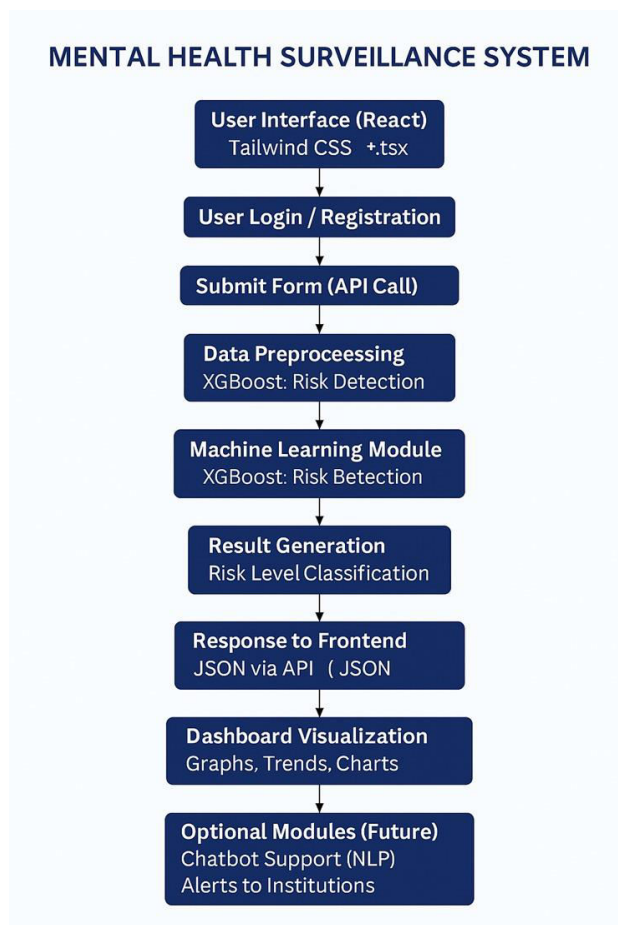 MENTAL HEALTH SURVEILLANCE SYSTEM
User Interface (React)
Tailwind CSS +.tsx
User Login / Registration
Submit Form (API Call)
Data Preproceessing
XGBoost: Risk Detection
Machine Learning Module
XGBoost: Risk Betection
Result Generation
Risk Level Classification
Response to Frontend
JSON via API ( JSON
Dashboard Visualization
Graphs, Trends, Charts
Optional Modules (Future)
Chatbot Support (NLP)
Alerts to Institutions